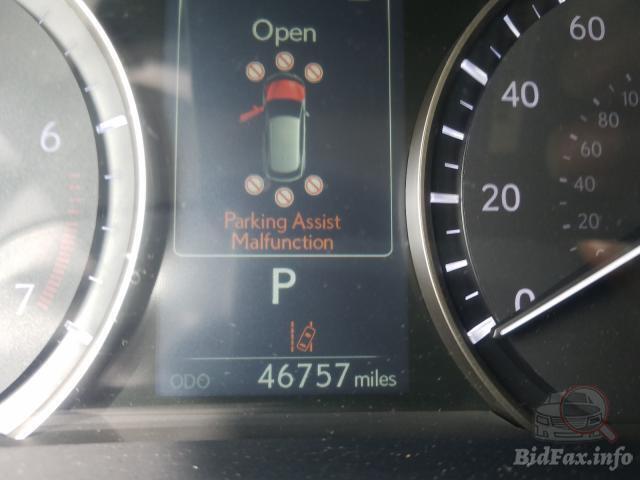 Open
Parking Assist
Malfunction
P
ODO 46757 miles
6
7
60
40
20
0
10
80
60
40
20
BidFax.info